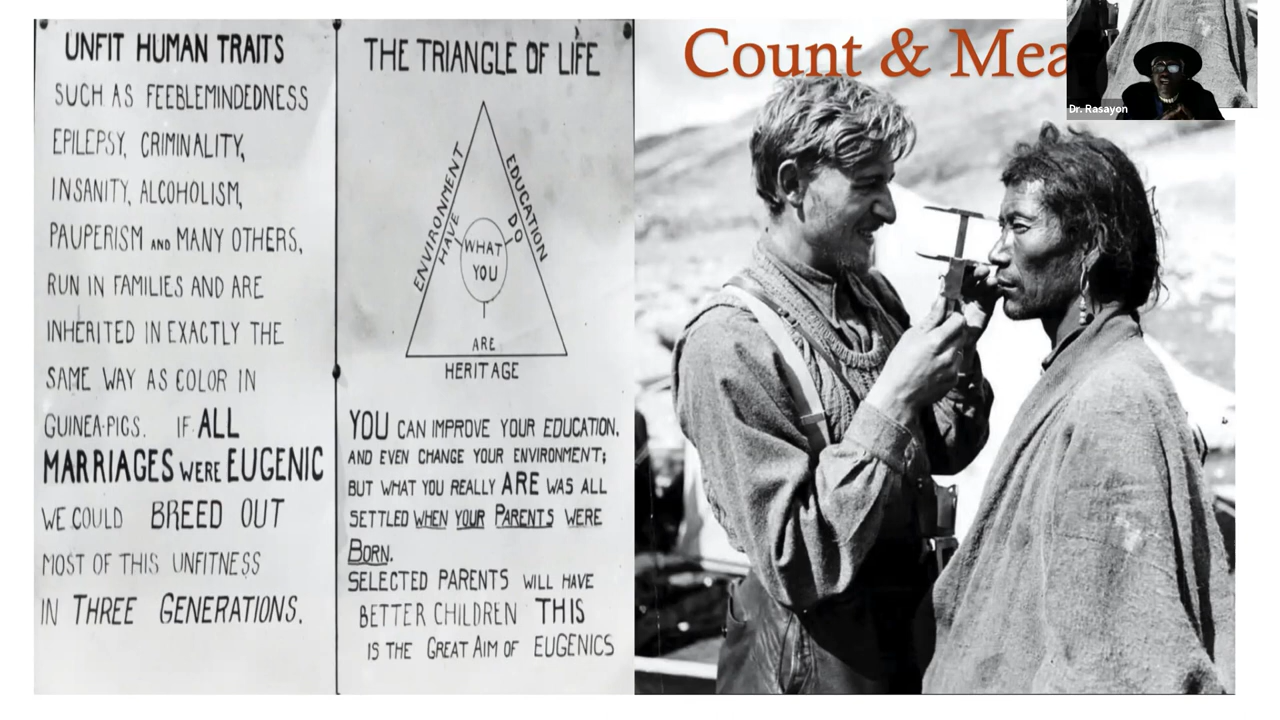 UNFIT HUMAN TRAITS
SUCH AS FEEBLEMINDEDNESS
EPILEPSY, CRIMINALITY,
INSANITY, ALCOHOLISM,
PAUPERISM AND MANY OTHERS,
RUN IN FAMILIES AND ARE
INHERITED IN EXACTLY THE
SAME WAY AS COLOR IN
GUINEA-PIGS. IF ALL
MARRIAGES WERE EUGENIC
WE COULD BREED OUT
MOST OF THIS UNFITNESS
IN THREE GENERATIONS.
THE TRIANGLE OF LIFE
ENVIRONMENT
HAVE
EDUCATION
DO
WHAT
YOU
ARE
HERITAGE
YOU CAN IMPROVE YOUR EDUCATION,
AND EVEN CHANGE YOUR ENVIRONMENT;
BUT WHAT YOU REALLY ARE WAS ALL
SETTLED WHEN YOUR PARENTS WERE
BORN.
SELECTED PARENTS WILL HAVE
BETTER CHILDREN THIS
IS THE GREAT AIM OF EUGENICS
Count & Mea
Dr. Rasayon